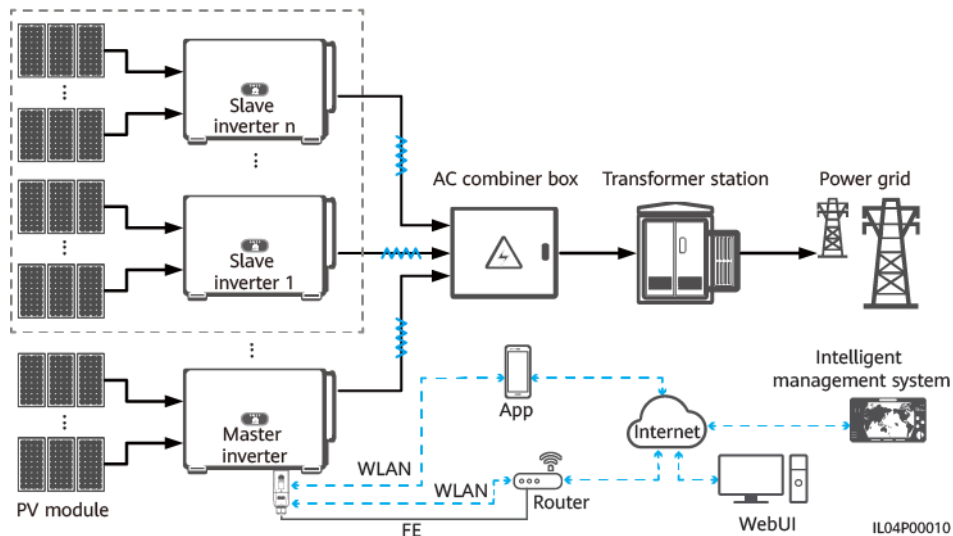 Slave
inverter n
AC combiner box
Transformer station
Power grid
Slave
inverter 1
Master
inverter
PV module
WLAN
WLAN
FE
App
Router
Internet
Intelligent
management system
WebUI
IL04P00010